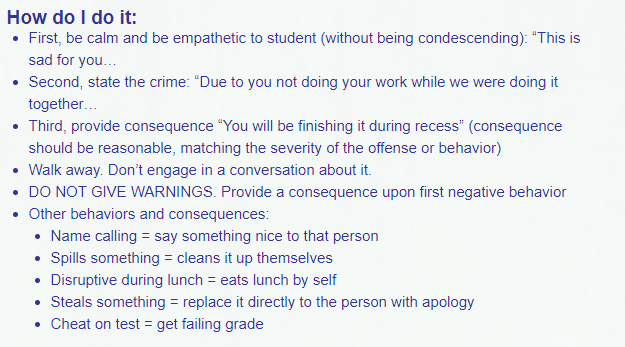 How do I do it:
First, be calm and be empathetic to student (without being condescending): “This is
sad for you…
Second, state the crime: “Due to you not doing your work while we were doing it
together…
Third, provide consequence “You will be finishing it during recess” (consequence
should be reasonable, matching the severity of the offense or behavior)
Walk away. Don’t engage in a conversation about it.
DO NOT GIVE WARNINGS. Provide a consequence upon first negative behavior
Other behaviors and consequences:
Name calling = say something nice to that person
Spills something = cleans it up themselves
Disruptive during lunch = eats lunch by self
Steals something = replace it directly to the person with apology
Cheat on test = get failing grade